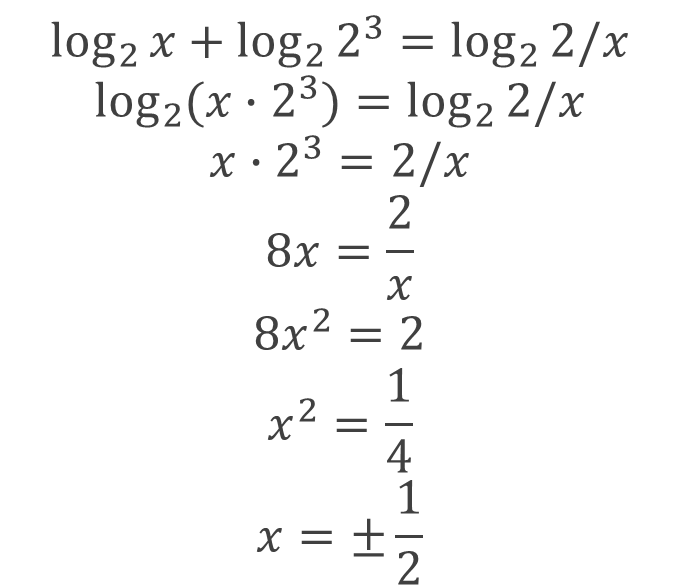 log₂ x + log₂ 2³ = log₂ 2/x
log₂(x · 2³) = log₂ 2/x
x · 2³ = 2/x
8x = 2/x
8x² = 2
x² = 1/4
x = ±1/2